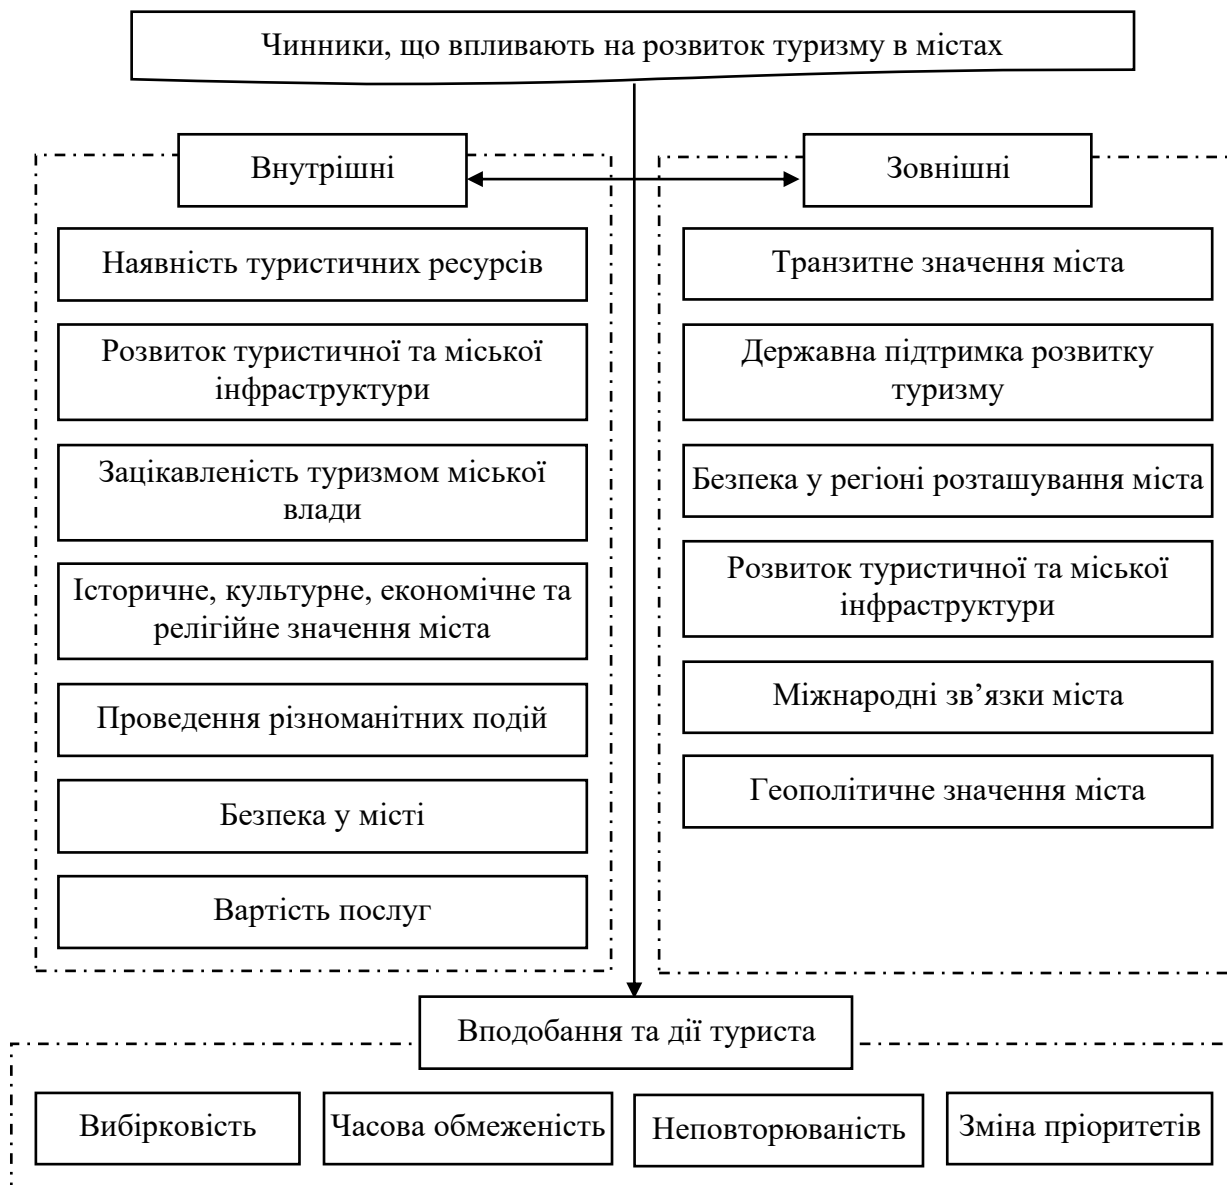 Чинники, що впливають на розвиток туризму в містах
Внутрішні
Наявність туристичних ресурсів
Розвиток туристичної та міської
інфраструктури
Зацікавленість туризмом міської
влади
Історичне, культурне, економічне та
релігійне значення міста
Проведення різноманітних подій
Безпека у місті
Вартість послуг
Зовнішні
Транзитне значення міста
Державна підтримка розвитку
туризму
Безпека у регіоні розташування міста
Розвиток туристичної та міської
інфраструктури
Міжнародні зв’язки міста
Геополітичне значення міста
Вподобання та дії туриста
Вибірковість
Часова обмеженість
Неповторюваність
Зміна пріоритетів